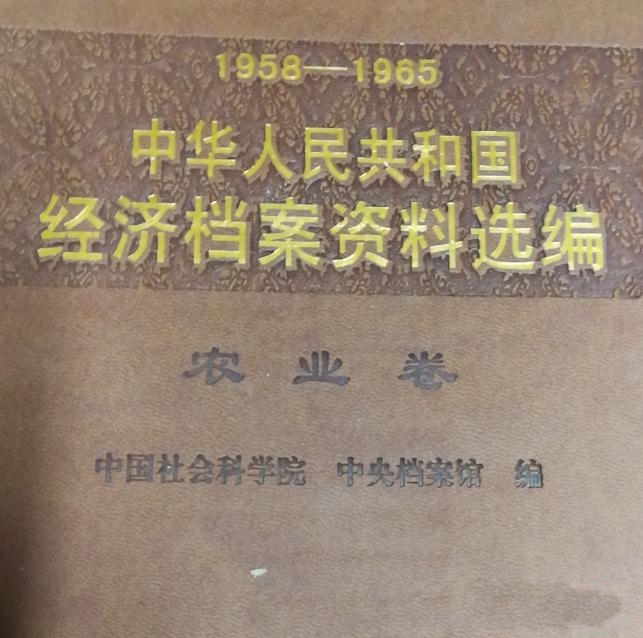 1958—1965
中华人民共和国
经济档案资料选编
农业卷
中国社会科学院 中央档案馆 编